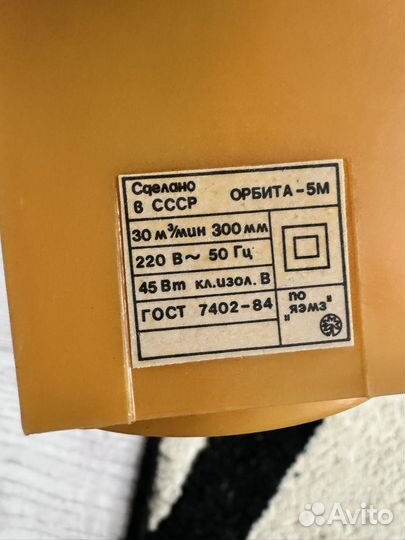 Сделано
в СССР
ОРБИТА-5М
30 м³/мин 300 мм
220 В~ 50 Гц
45 Вт кл.изол. В
ГОСТ 7402-84
ПО
"ЯЭМЗ"
Avito